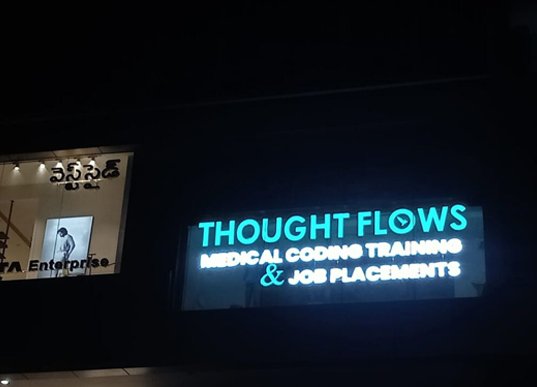 వెస్ట్‌సైడ్
TA Enterprise
THOUGHT FLOWS
MEDICAL CODING TRAINING
& JOB PLACEMENTS